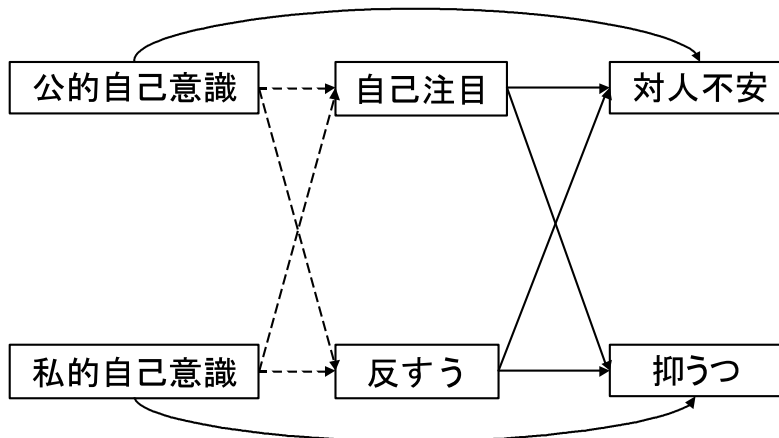 公的自己意識
自己注目
対人不安
私的自己意識
反すう
抑うつ